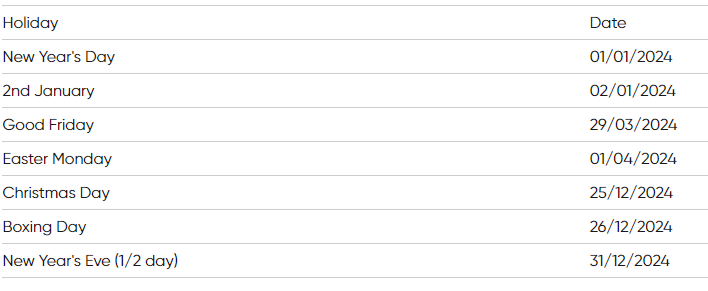 Holiday Date
New Year's Day 01/01/2024
2nd January 02/01/2024
Good Friday 29/03/2024
Easter Monday 01/04/2024
Christmas Day 25/12/2024
Boxing Day 26/12/2024
New Year's Eve (1/2 day) 31/12/2024